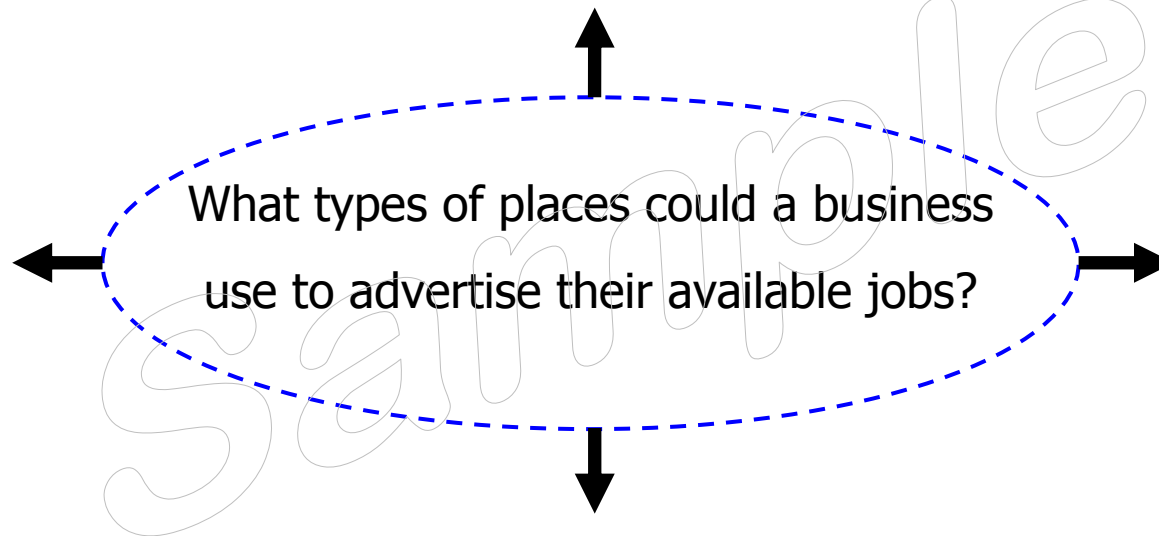 What types of places could a business
use to advertise their available jobs?
Sample